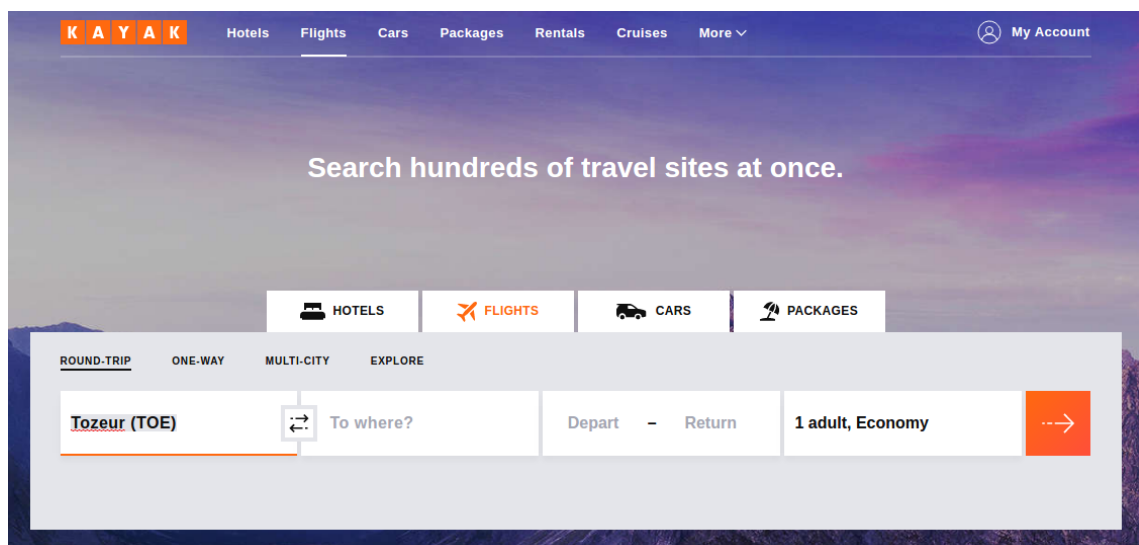 KAYAK Hotels Flights Cars Packages Rentals Cruises More My Account
Search hundreds of travel sites at once.
HOTELS FLIGHTS CARS PACKAGES
ROUND-TRIP ONE-WAY MULTI-CITY EXPLORE
Tozeur (TOE) To where? Depart – Return 1 adult, Economy